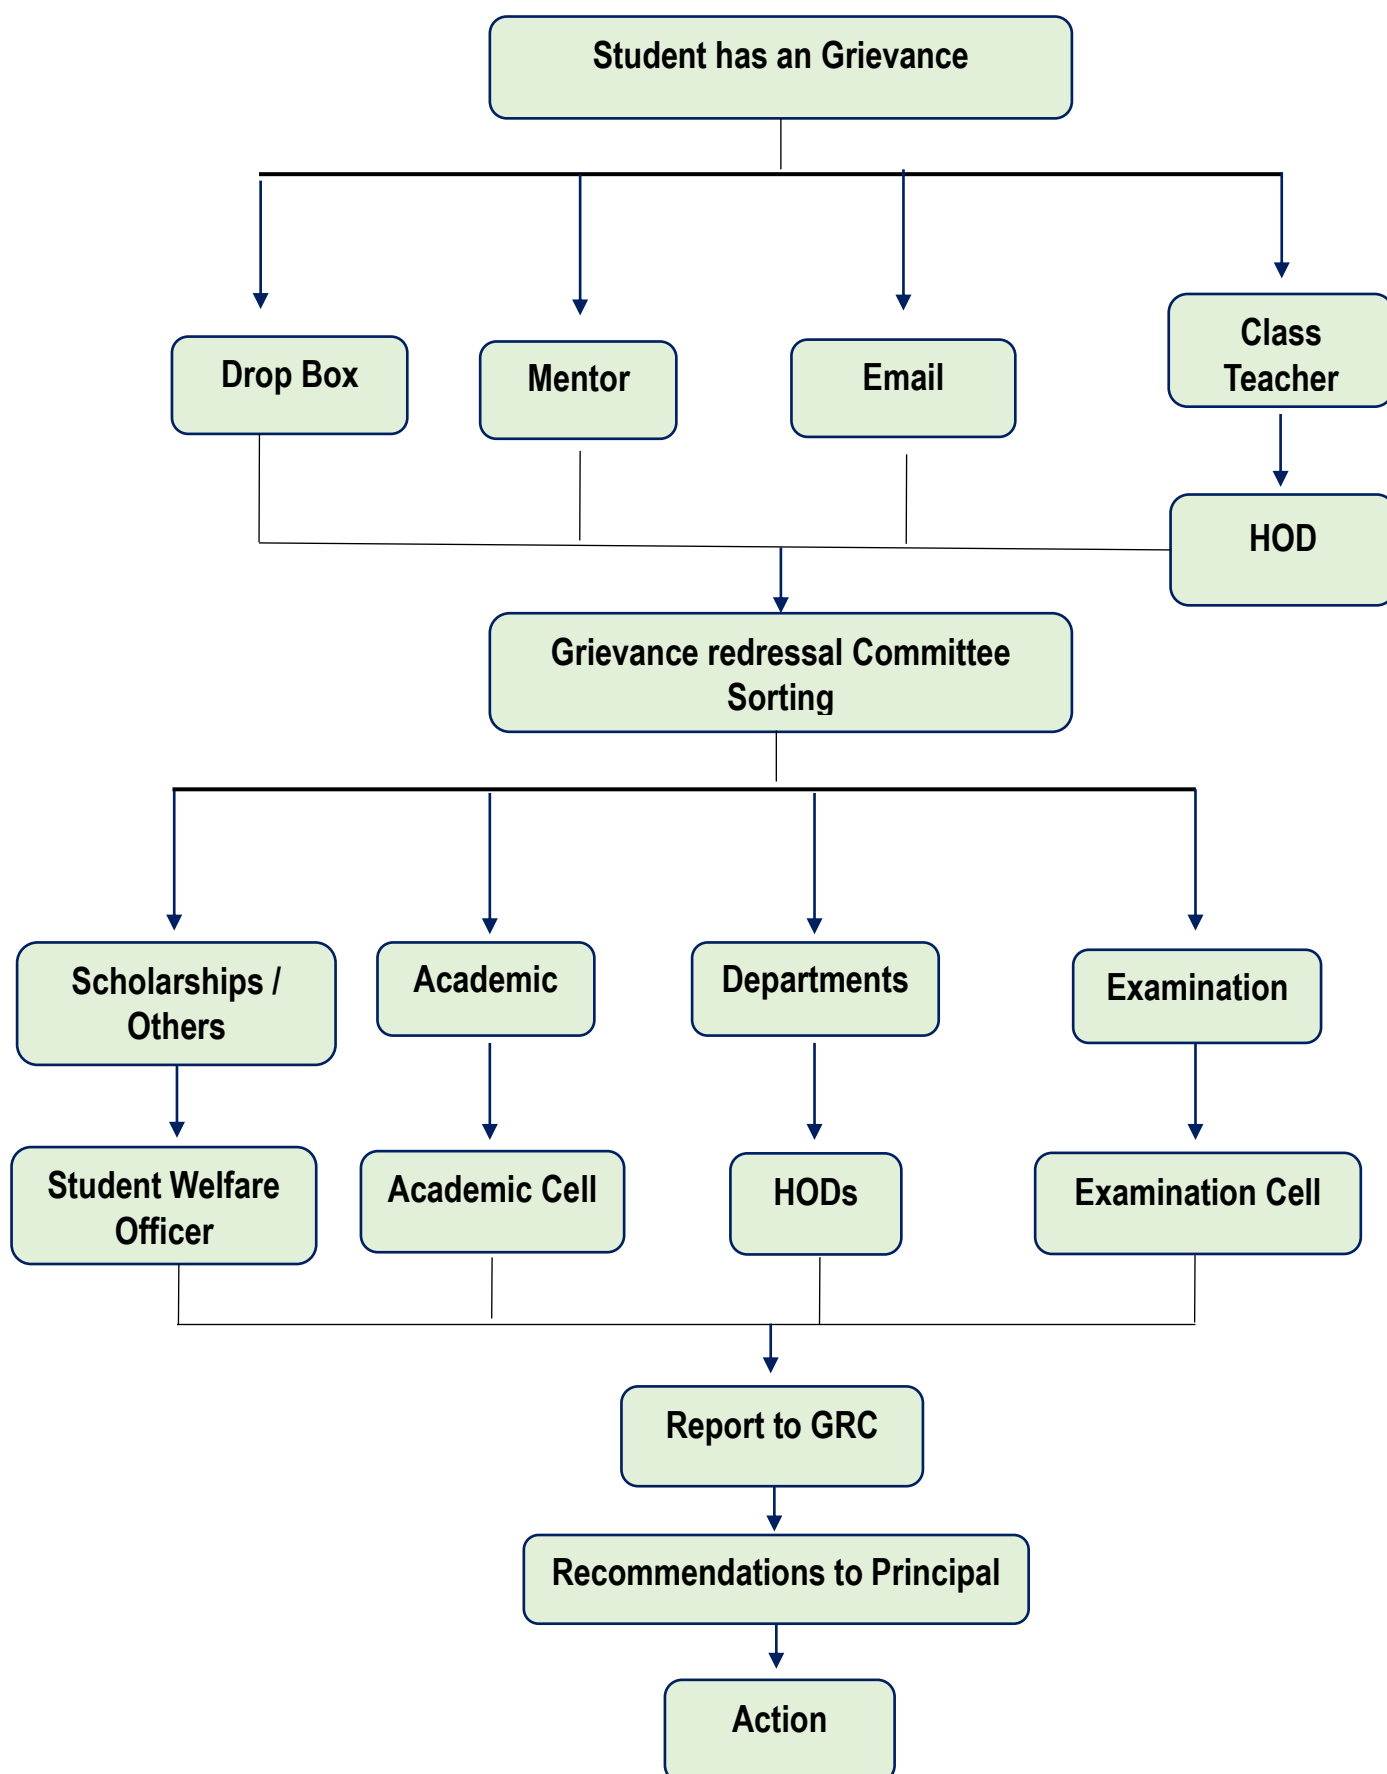 Student has an Grievance
Drop Box
Mentor
Email
Class
Teacher
HOD
Grievance redressal Committee
Sorting
Scholarships /
Others
Academic
Departments
Examination
Student Welfare
Officer
Academic Cell
HODs
Examination Cell
Report to GRC
Recommendations to Principal
Action